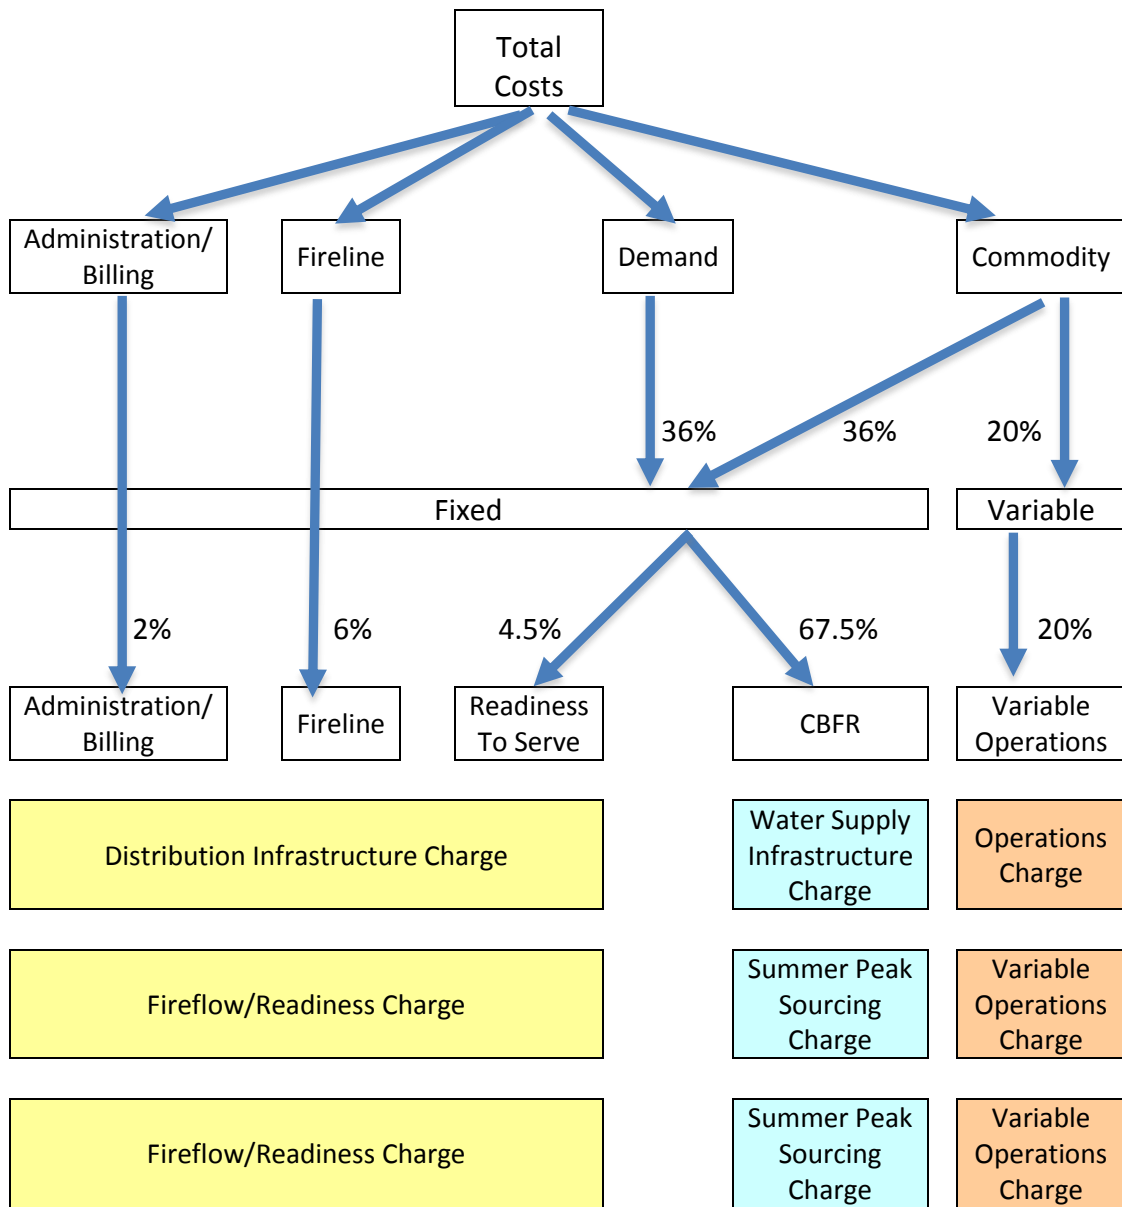 Total
Costs
Administration/
Billing
Fireline
Demand
Commodity
36%
36%
20%
Fixed
Variable
2%
6%
4.5%
67.5%
20%
Administration/
Billing
Fireline
Readiness
To Serve
CBFR
Variable
Operations
Distribution Infrastructure Charge
Water Supply
Infrastructure
Charge
Operations
Charge
Fireflow/Readiness Charge
Summer Peak
Sourcing
Charge
Variable
Operations
Charge
Fireflow/Readiness Charge
Summer Peak
Sourcing
Charge
Variable
Operations
Charge